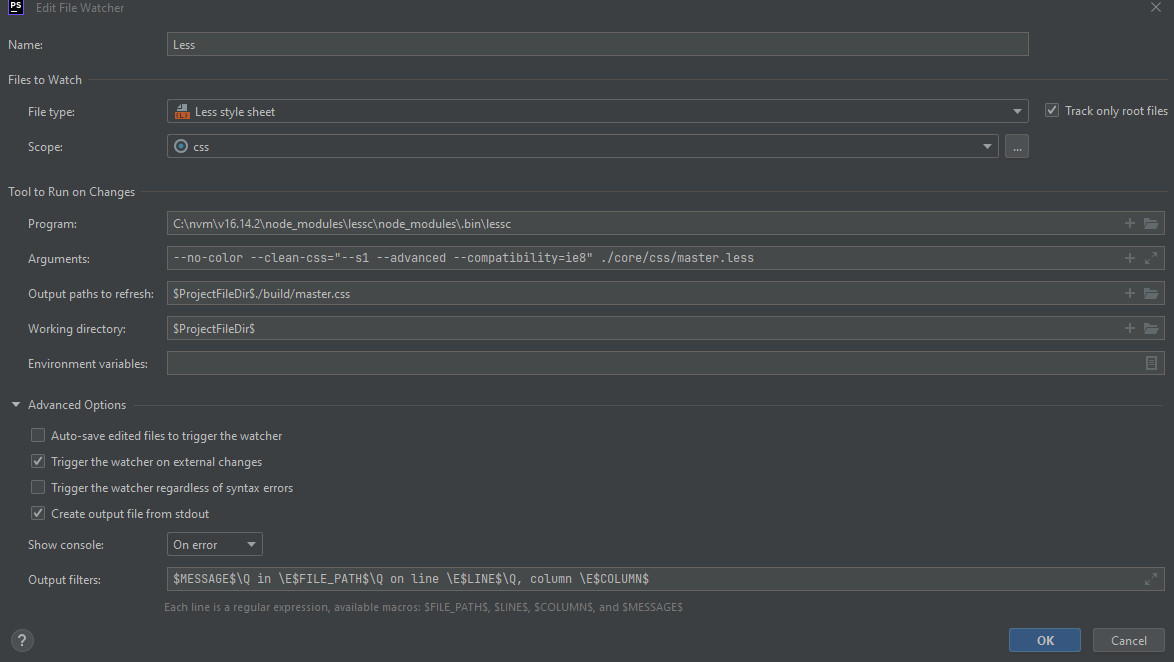 PS Edit File Watcher
Name: Less
Files to Watch
File type: Less style sheet Track only root files
Scope: css ...
Tool to Run on Changes
Program: C:\nvm\v16.14.2\node_modules\lessc\node_modules\.bin\lessc
Arguments: --no-color --clean-css="--s1 --advanced --compatibility=ie8" ./core/css/master.less
Output paths to refresh: $ProjectFileDir$./build/master.css
Working directory: $ProjectFileDir$
Environment variables:
Advanced Options
Auto-save edited files to trigger the watcher
Trigger the watcher on external changes
Trigger the watcher regardless of syntax errors
Create output file from stdout
Show console: On error
Output filters: $MESSAGE$\Q in \E$FILE_PATH$\Q on line \E$LINE$\Q, column \E$COLUMN$
Each line is a regular expression, available macros: $FILE_PATH$, $LINE$, $COLUMN$, and $MESSAGE$
? OK Cancel